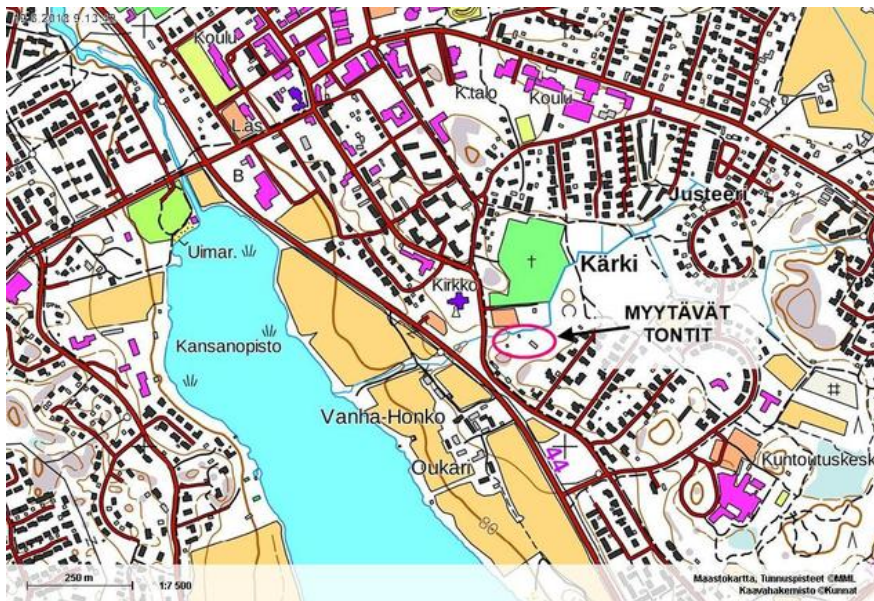 Koulu
K.talo
Koulu
L.as.
B
Justeeri
Uimar.
Kirkko
Kärki
MYYTÄVÄT
TONTIT
Kansanopisto
Vanha-Honko
Oukari
44
Kuntoutuskesk
80
250 m
1:7 500
Maastokartta, Tunnuspisteet ©MML
Kaavahakemisto ©Kunnat